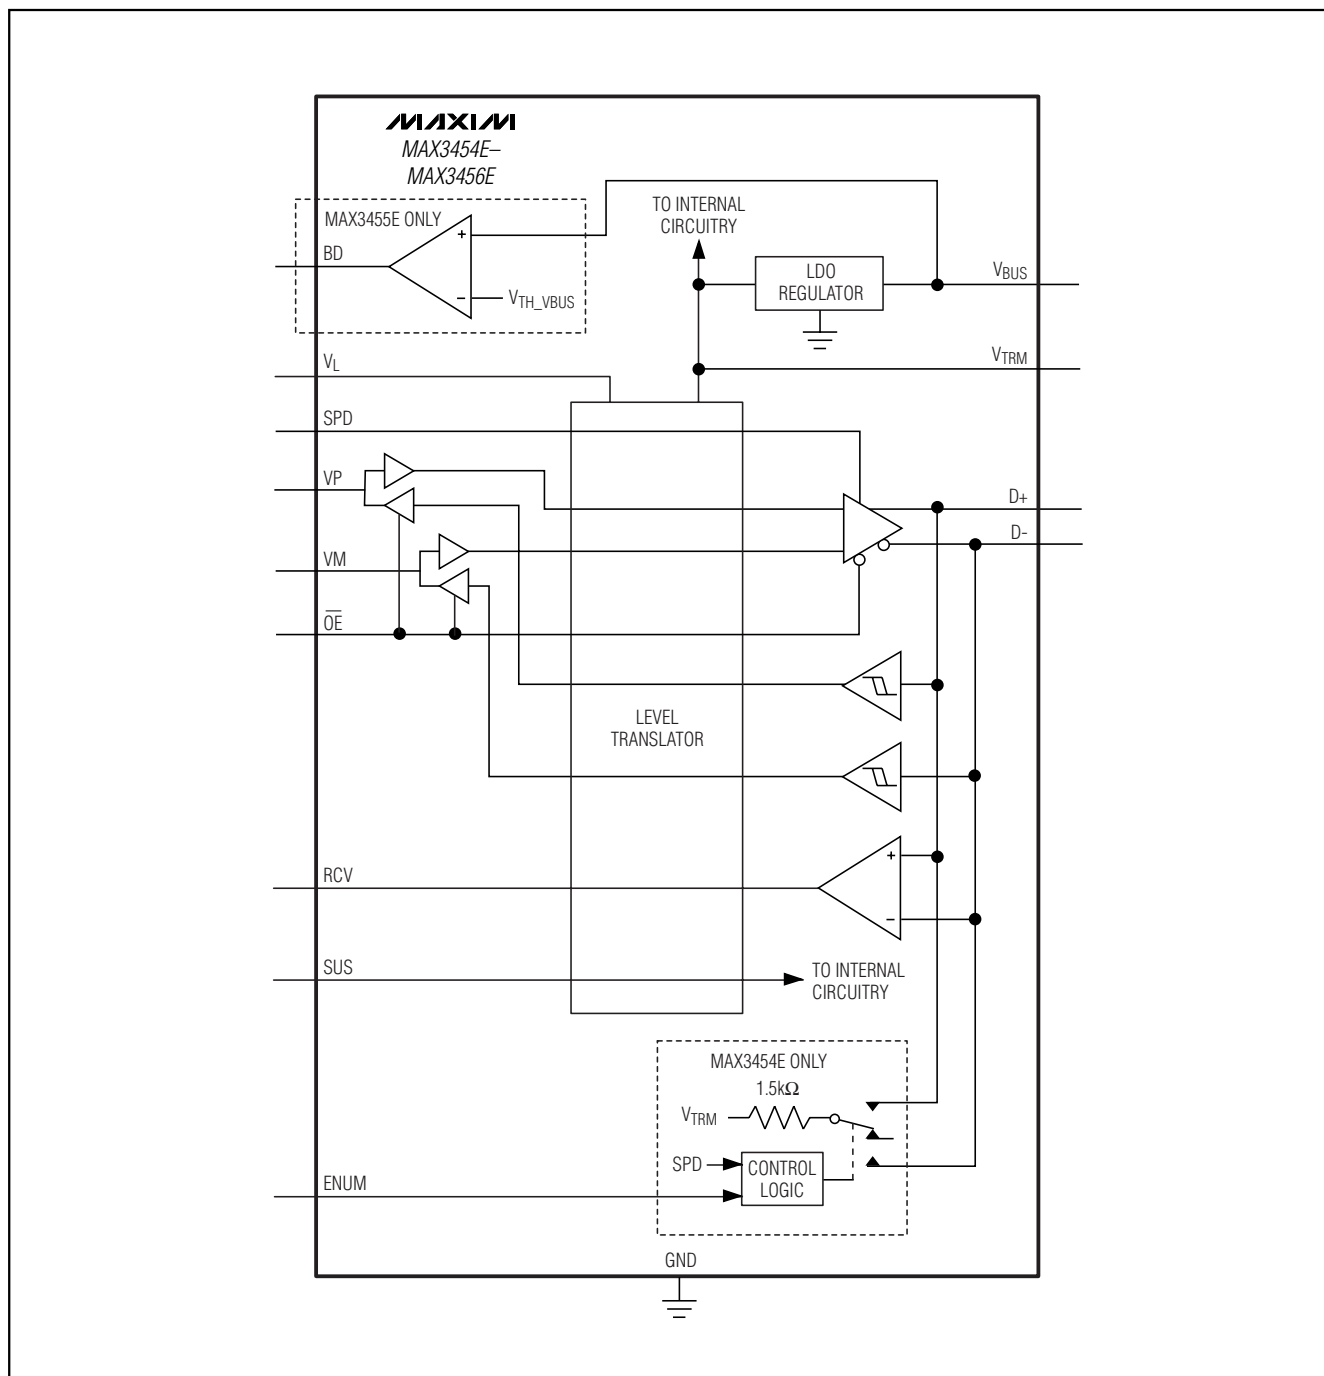 MAXIM
MAX3454E–
MAX3456E
MAX3455E ONLY
BD
+
−
VTH_VBUS
TO INTERNAL
CIRCUITRY
LDO
REGULATOR
VBUS
VTRM
VL
SPD
VP
VM
OE
D+
D-
LEVEL
TRANSLATOR
RCV
+
−
SUS
TO INTERNAL
CIRCUITRY
MAX3454E ONLY
1.5kΩ
VTRM
SPD
CONTROL
LOGIC
ENUM
GND